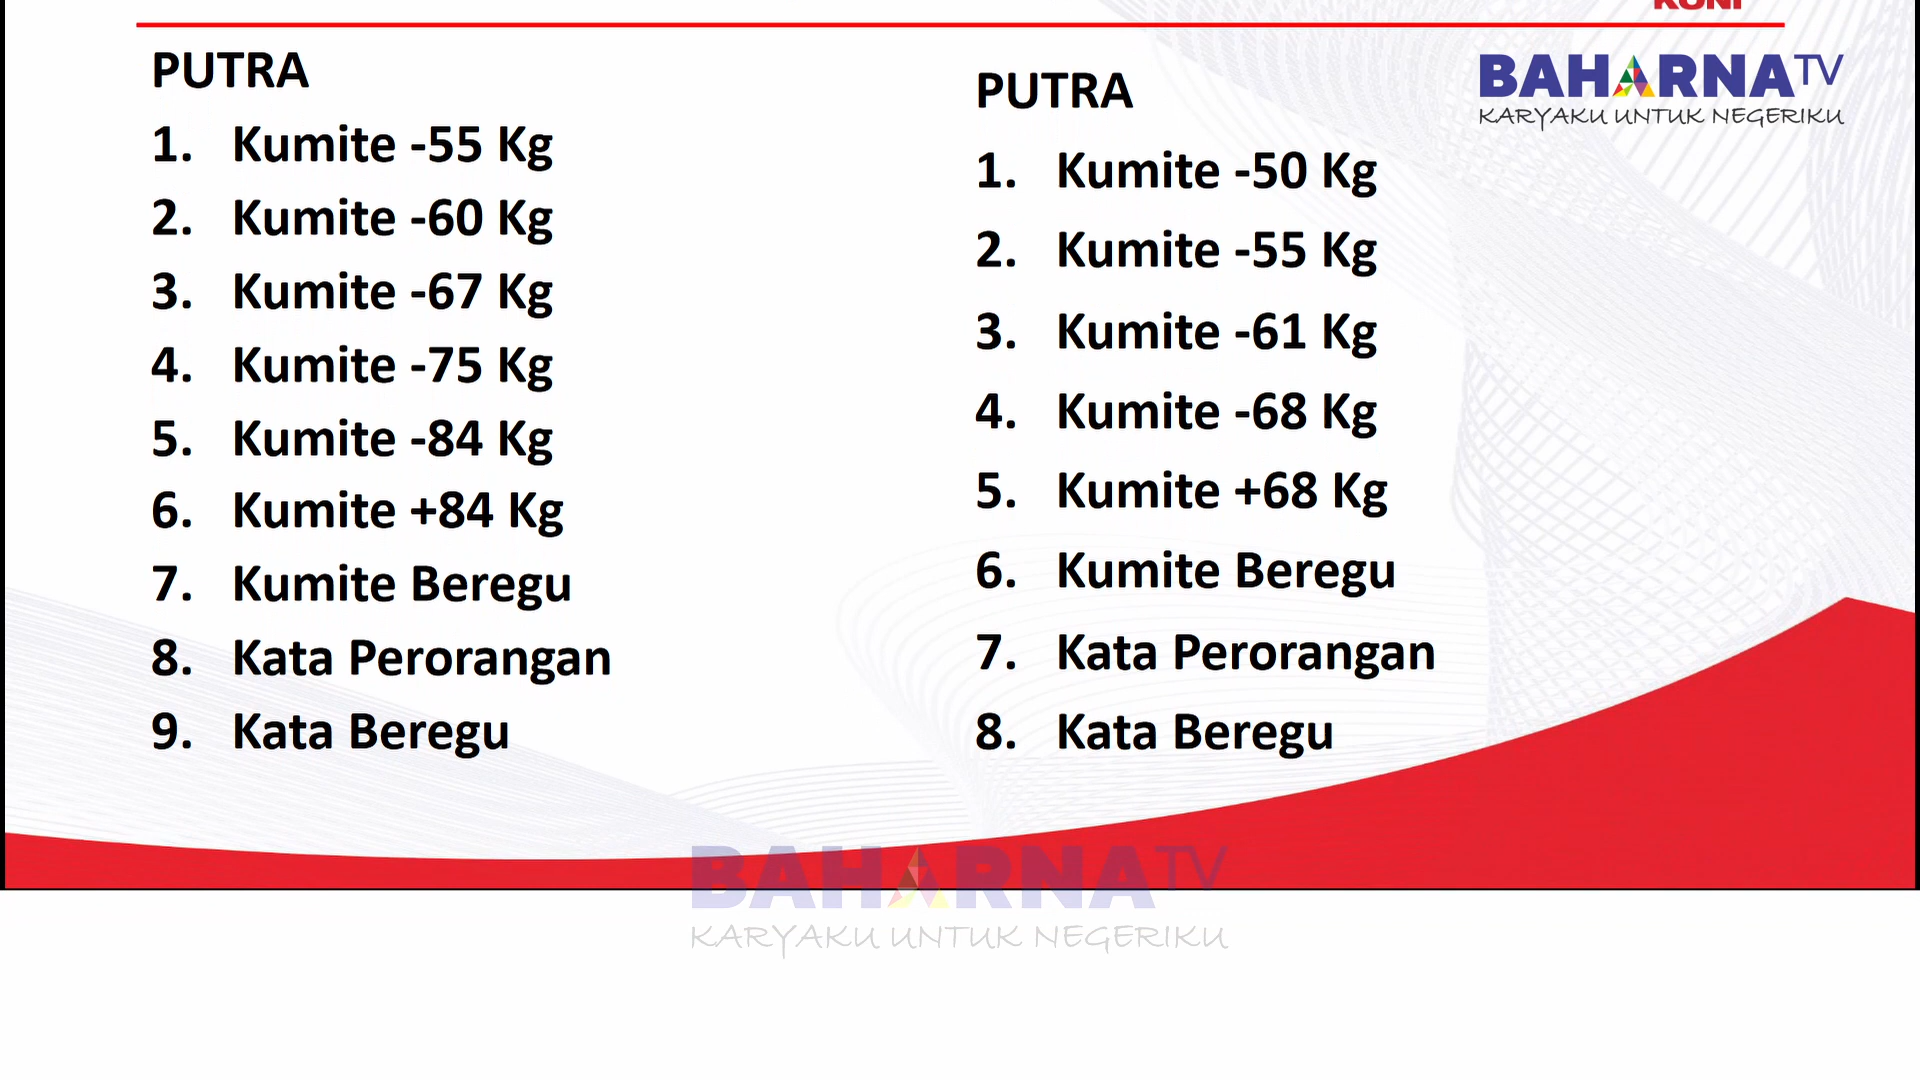 KONI
BAHARNATV
KARYAKU UNTUK NEGERIKU
PUTRA
1. Kumite -55 Kg
2. Kumite -60 Kg
3. Kumite -67 Kg
4. Kumite -75 Kg
5. Kumite -84 Kg
6. Kumite +84 Kg
7. Kumite Beregu
8. Kata Perorangan
9. Kata Beregu
PUTRA
1. Kumite -50 Kg
2. Kumite -55 Kg
3. Kumite -61 Kg
4. Kumite -68 Kg
5. Kumite +68 Kg
6. Kumite Beregu
7. Kata Perorangan
8. Kata Beregu
BAHARNATV
KARYAKU UNTUK NEGERIKU